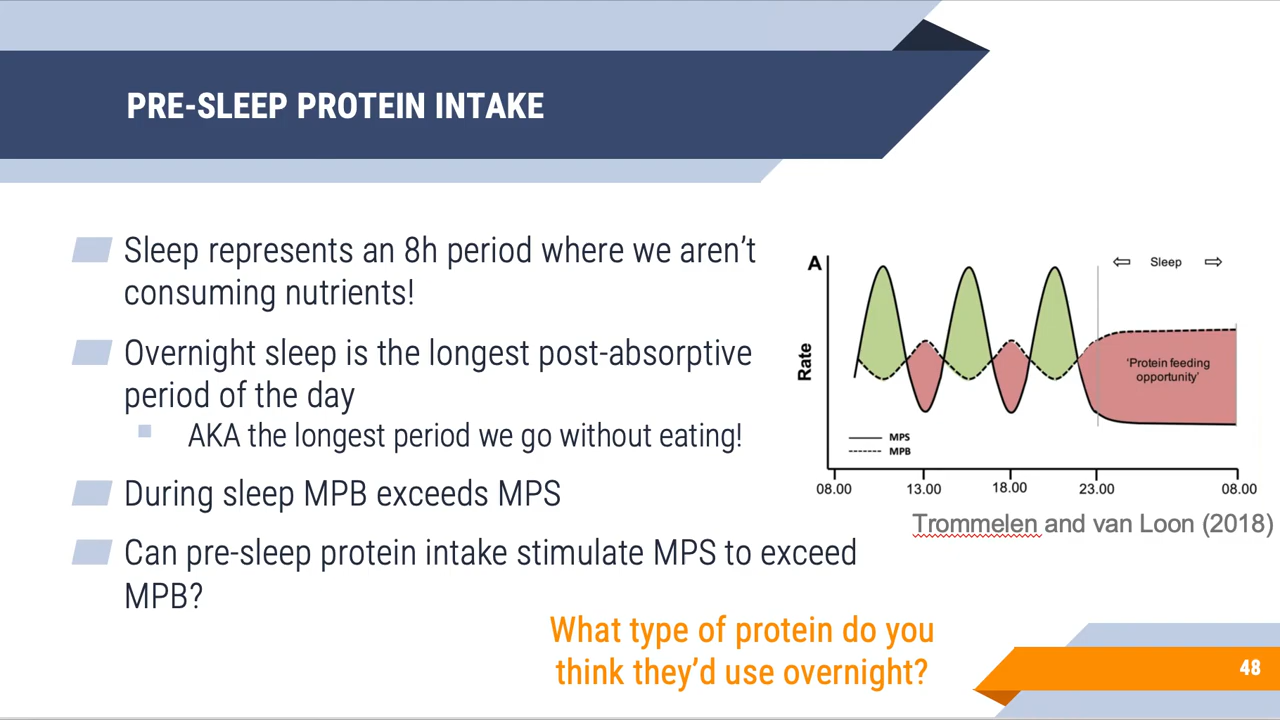 PRE-SLEEP PROTEIN INTAKE
Sleep represents an 8h period where we aren't
consuming nutrients!
Overnight sleep is the longest post-absorptive
period of the day
AKA the longest period we go without eating!
During sleep MPB exceeds MPS
Can pre-sleep protein intake stimulate MPS to exceed
MPB?
A
Sleep
Rate
'Protein feeding
opportunity'
MPS
MPB
08.00 13.00 18.00 23.00 08.00
Trommelen and van Loon (2018)
What type of protein do you
think they'd use overnight?
48